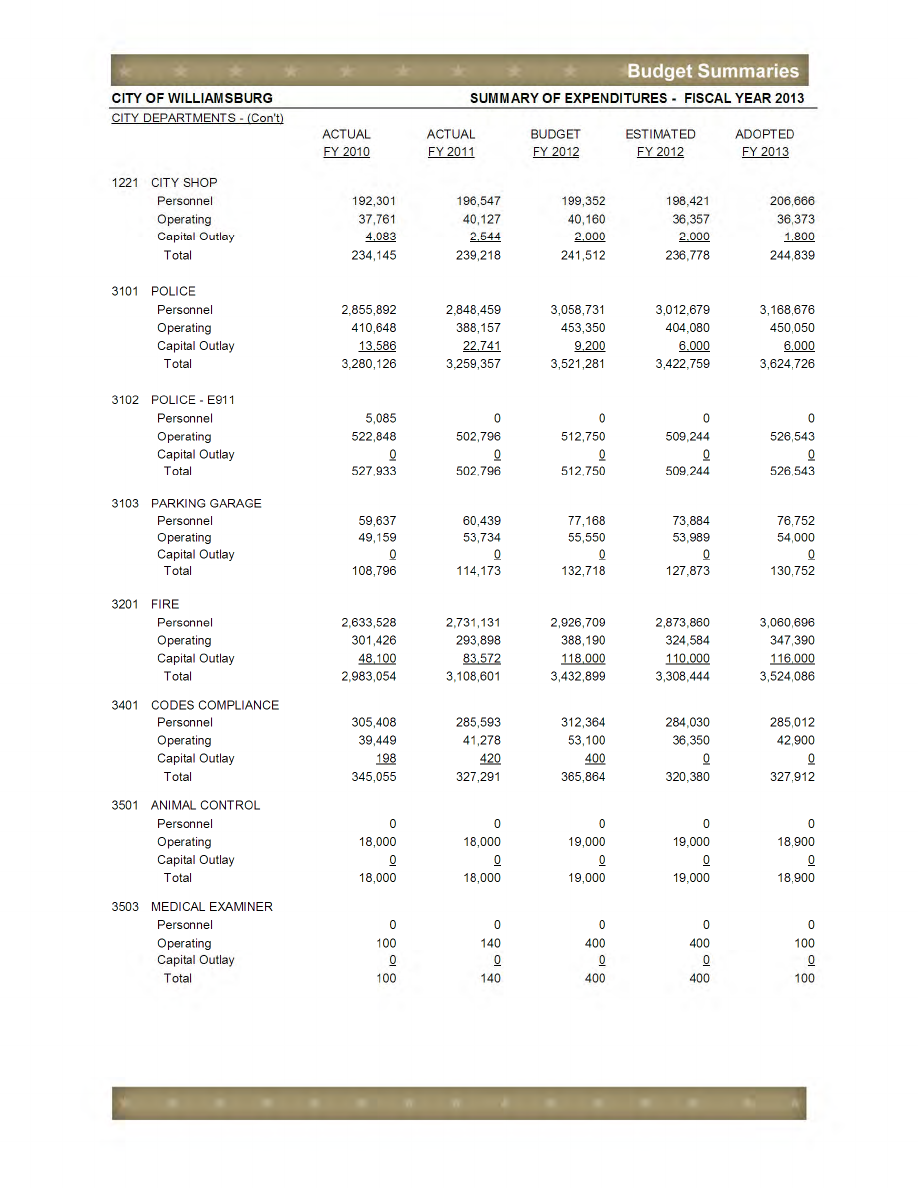 Budget Summaries
CITY OF WILLIAMSBURG SUMMARY OF EXPENDITURES - FISCAL YEAR 2013
CITY DEPARTMENTS - (Con't)
ACTUAL ACTUAL BUDGET ESTIMATED ADOPTED
FY 2010 FY 2011 FY 2012 FY 2012 FY 2013
1221 CITY SHOP
Personnel 192,301 196,547 199,352 198,421 206,666
Operating 37,761 40,127 40,160 36,357 36,373
Capital Outlay 4,083 2,544 2,000 2,000 1,800
Total 234,145 239,218 241,512 236,778 244,839
3101 POLICE
Personnel 2,855,892 2,848,459 3,058,731 3,012,679 3,168,676
Operating 410,648 388,157 453,350 404,080 450,050
Capital Outlay 13,586 22,741 9,200 6,000 6,000
Total 3,280,126 3,259,357 3,521,281 3,422,759 3,624,726
3102 POLICE - E911
Personnel 5,085 0 0 0 0
Operating 522,848 502,796 512,750 509,244 526,543
Capital Outlay 0 0 0 0 0
Total 527,933 502,796 512,750 509,244 526,543
3103 PARKING GARAGE
Personnel 59,637 60,439 77,168 73,884 76,752
Operating 49,159 53,734 55,550 53,989 54,000
Capital Outlay 0 0 0 0 0
Total 108,796 114,173 132,718 127,873 130,752
3201 FIRE
Personnel 2,633,528 2,731,131 2,926,709 2,873,860 3,060,696
Operating 301,426 293,898 388,190 324,584 347,390
Capital Outlay 48,100 83,572 118,000 110,000 116,000
Total 2,983,054 3,108,601 3,432,899 3,308,444 3,524,086
3401 CODES COMPLIANCE
Personnel 305,408 285,593 312,364 284,030 285,012
Operating 39,449 41,278 53,100 36,350 42,900
Capital Outlay 198 420 400 0 0
Total 345,055 327,291 365,864 320,380 327,912
3501 ANIMAL CONTROL
Personnel 0 0 0 0 0
Operating 18,000 18,000 19,000 19,000 18,900
Capital Outlay 0 0 0 0 0
Total 18,000 18,000 19,000 19,000 18,900
3503 MEDICAL EXAMINER
Personnel 0 0 0 0 0
Operating 100 140 400 400 100
Capital Outlay 0 0 0 0 0
Total 100 140 400 400 100